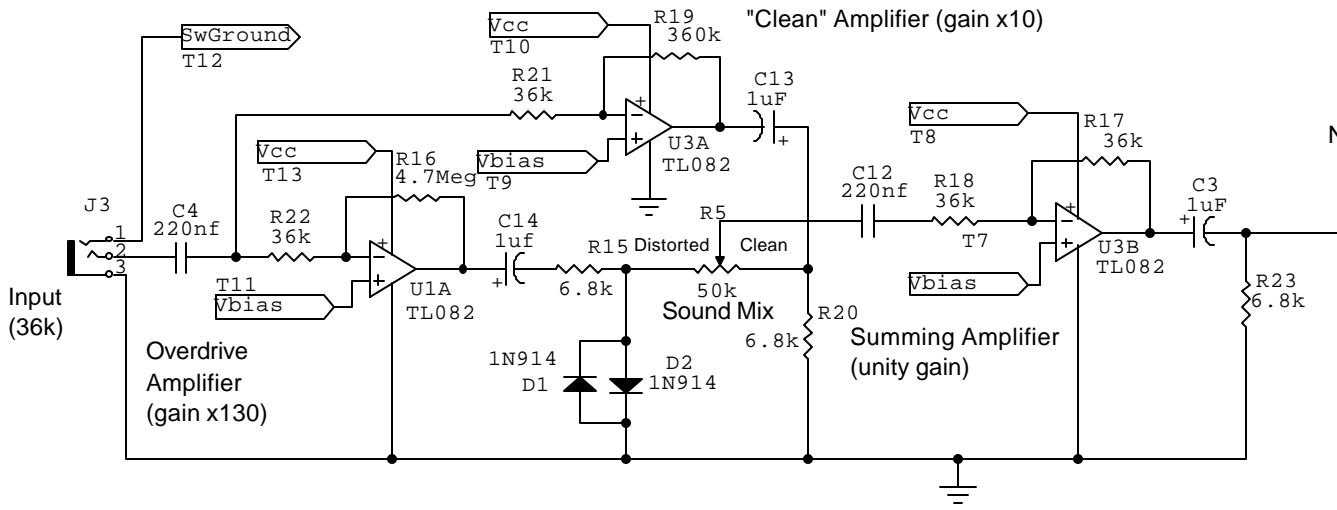 "Clean" Amplifier (gain x10)
SwGround
T12
Vcc
T10
R19
360k
R21
36k
C13
1uF
+
+
-
+
U3A
TL082
Vbias
T9
Vcc
T13
R16
4.7Meg
Vcc
T8
R17
36k
N
J3
1
2
3
C4
220nf
R22
36k
+
-
+
U1A
TL082
T11
Vbias
C14
1uf
+
R15
6.8k
Distorted
R5
Clean
50k
Sound Mix
C12
220nf
R18
36k
T7
+
-
+
U3B
TL082
Vbias
C3
1uF
+
R23
6.8k
Input
(36k)
Overdrive
Amplifier
(gain x130)
1N914
D1
D2
1N914
R20
6.8k
Summing Amplifier
(unity gain)